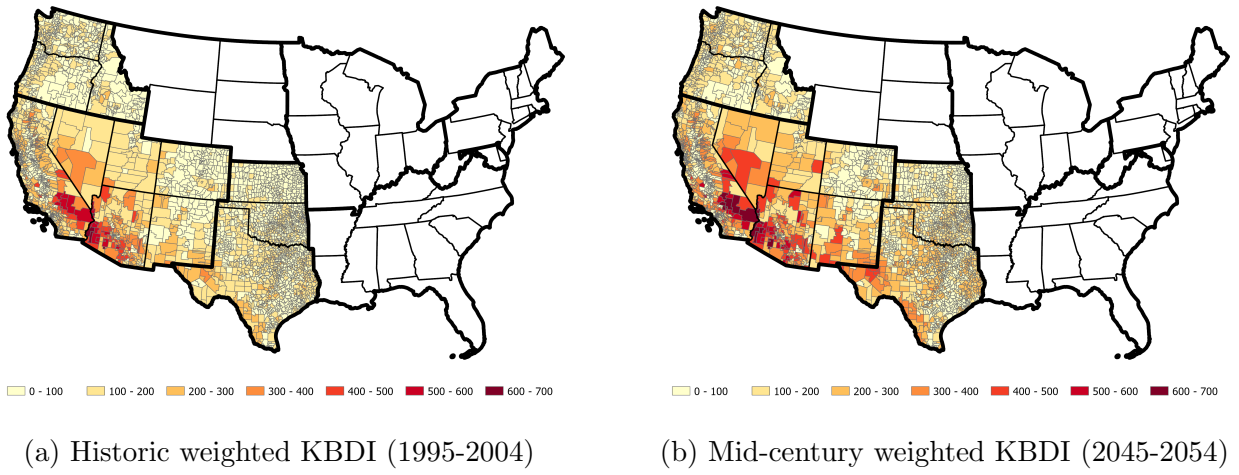 0 - 100 100 - 200 200 - 300 300 - 400 400 - 500 500 - 600 600 - 700
0 - 100 100 - 200 200 - 300 300 - 400 400 - 500 500 - 600 600 - 700
(a) Historic weighted KBDI (1995-2004)
(b) Mid-century weighted KBDI (2045-2054)